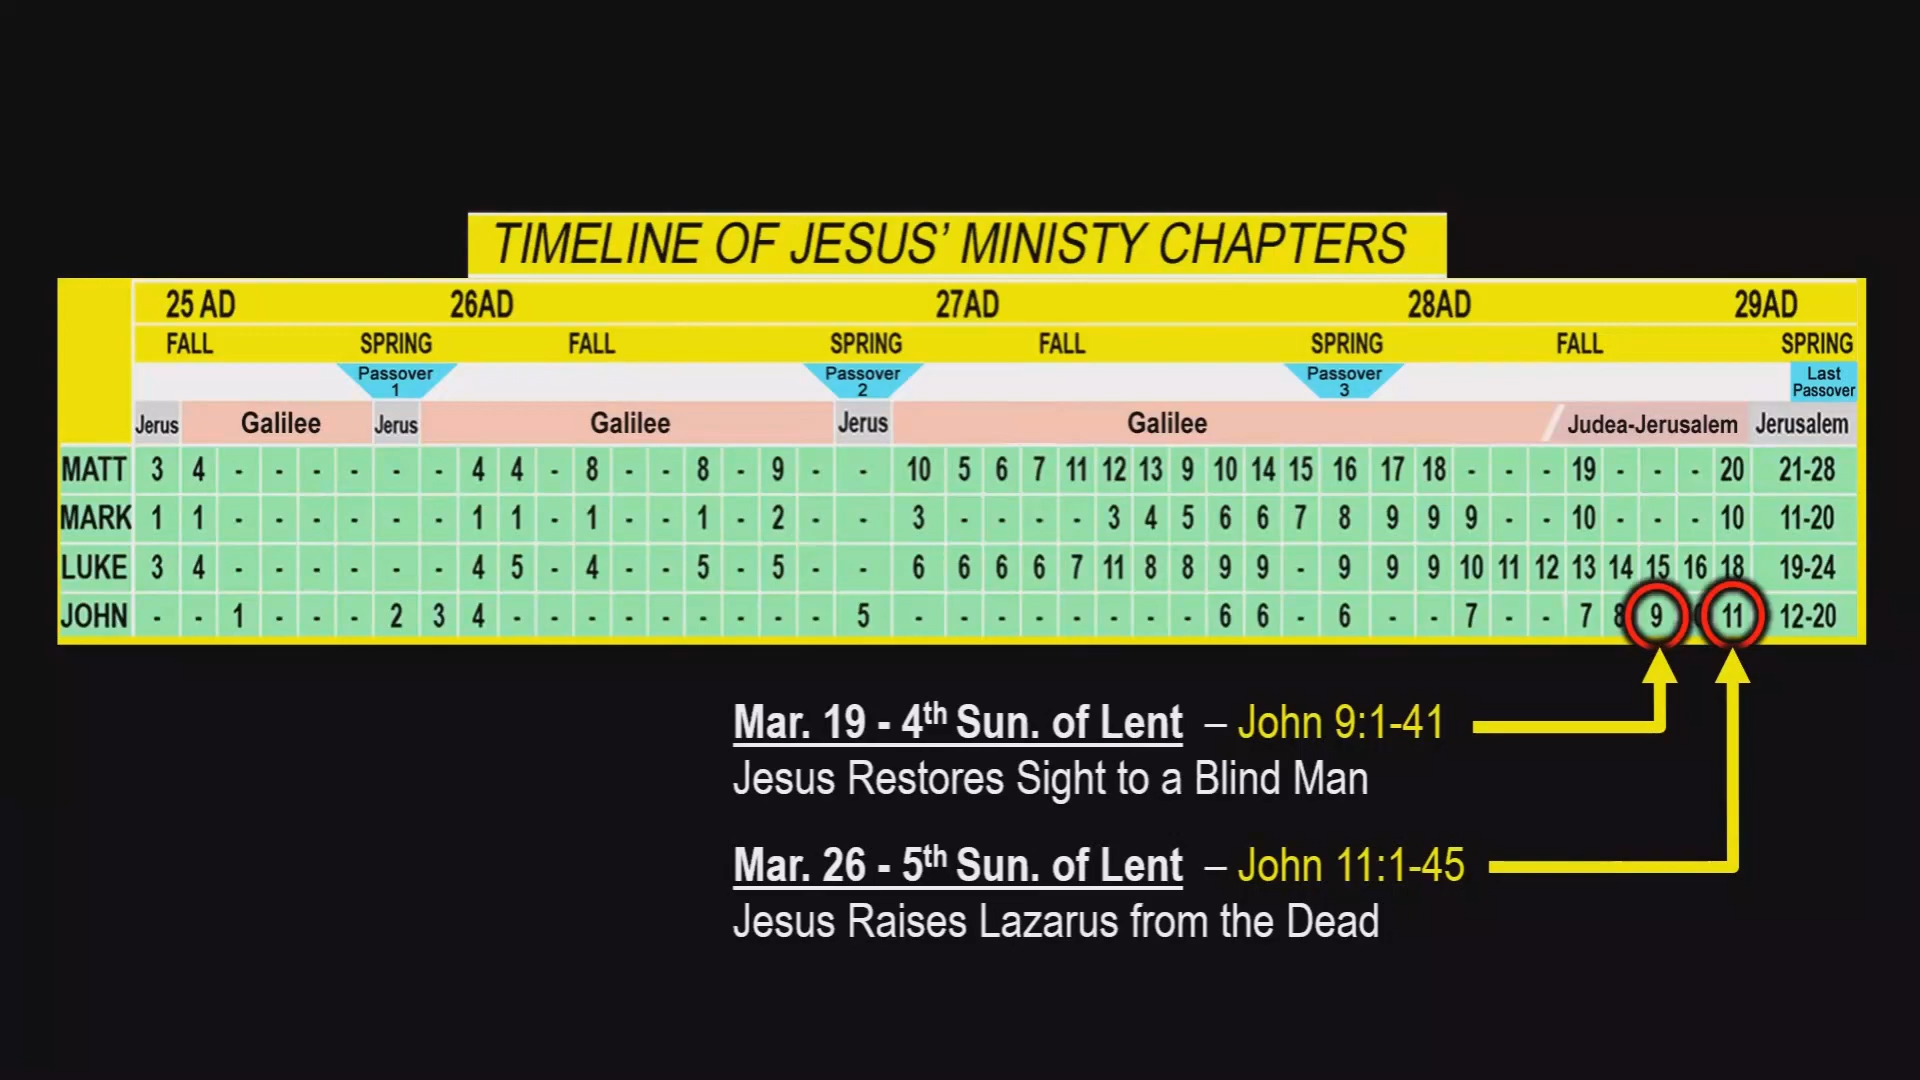 TIMELINE OF JESUS’ MINISTY CHAPTERS
25 AD 26AD 27AD 28AD 29AD
FALL SPRING FALL SPRING FALL SPRING FALL SPRING
Passover 1 Passover 2 Passover 3 Last Passover
Jerus Galilee Jerus Galilee Jerus Galilee Judea-Jerusalem Jerusalem
MATT 3 4 - - - - - - 4 4 - 8 - - 8 - 9 - - 10 5 6 7 11 12 13 9 10 14 15 16 17 18 - - - 19 - - - 20 21-28
MARK 1 1 - - - - - - 1 1 - 1 - - 1 - 2 - - 3 - - - - 3 4 5 6 6 7 8 9 9 9 - - 10 - - - 10 11-20
LUKE 3 4 - - - - - - 4 5 - 4 - - 5 - 5 - - 6 6 6 6 7 11 8 8 9 9 - 9 9 9 10 11 12 13 14 15 16 18 19-24
JOHN - - 1 - - - 2 3 4 - - - - - - - - - 5 - - - - - - - - 6 6 - 6 - - 7 - - 7 8 9 11 12-20
Mar. 19 - 4th Sun. of Lent – John 9:1-41
Jesus Restores Sight to a Blind Man
Mar. 26 - 5th Sun. of Lent – John 11:1-45
Jesus Raises Lazarus from the Dead